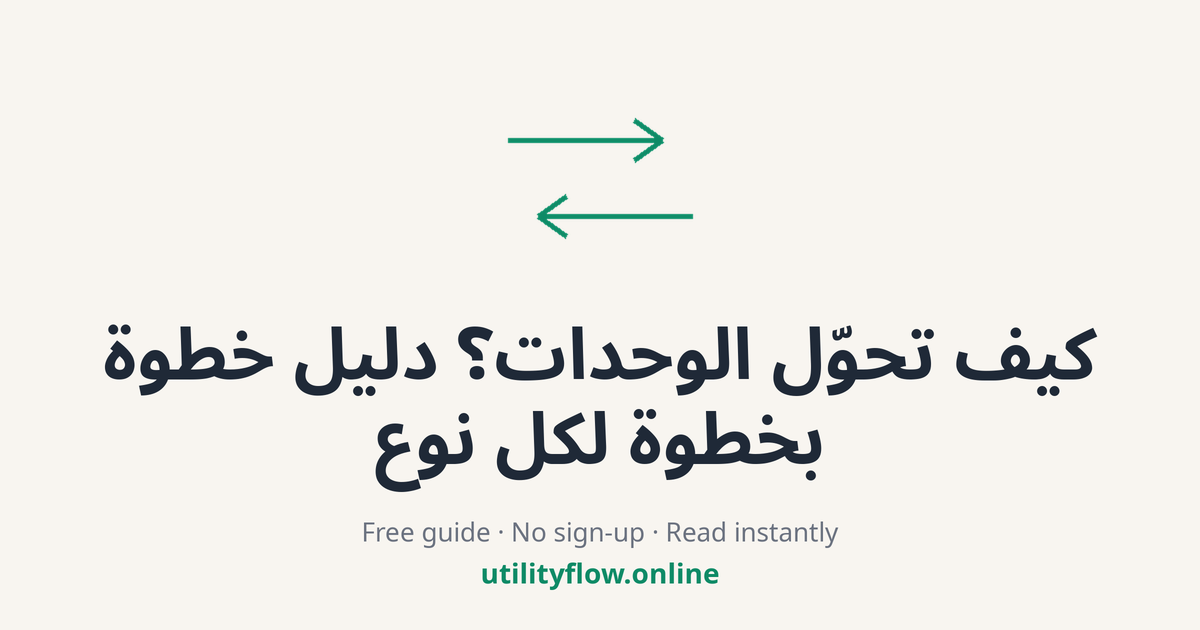 كيف تحوّل الوحدات؟ دليل خطوة
بخطوة لكل نوع
Free guide · No sign-up · Read instantly
utilityflow.online